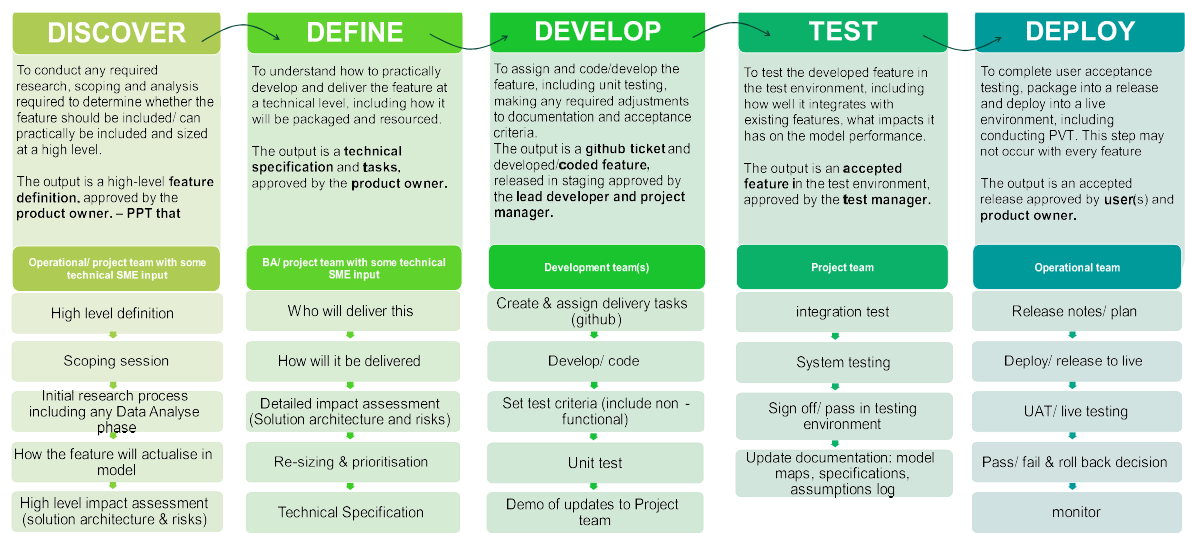 DISCOVER
To conduct any required
research, scoping and analysis
required to determine whether the
feature should be included/ can
practically be included and sized
at a high level.
The output is a high-level feature
definition, approved by the
product owner. – PPT that
Operational/ project team with some
technical SME input
High level definition
Scoping session
Initial research process
including any Data Analyse
phase
How the feature will actualise in
model
High level impact assessment
(solution architecture & risks)
DEFINE
To understand how to practically
develop and deliver the feature at
a technical level, including how it
will be packaged and resourced.
The output is a technical
specification and tasks,
approved by the product owner.
BA/ project team with some technical
SME input
Who will deliver this
How will it be delivered
Detailed impact assessment
(Solution architecture and risks)
Re-sizing & prioritisation
Technical Specification
DEVELOP
To assign and code/develop the
feature, including unit testing,
making any required adjustments
to documentation and acceptance
criteria.
The output is a github ticket and
developed/coded feature,
released in staging approved by
the lead developer and project
manager.
Development team(s)
Create & assign delivery tasks
(github)
Develop/ code
Set test criteria (include non -
functional)
Unit test
Demo of updates to Project
team
TEST
To test the developed feature in
the test environment, including
how well it integrates with
existing features, what impacts it
has on the model performance.
The output is an accepted
feature in the test environment,
approved by the test manager.
Project team
integration test
System testing
Sign off/ pass in testing
environment
Update documentation: model
maps, specifications,
assumptions log
DEPLOY
To complete user acceptance
testing, package into a release
and deploy into a live
environment, including
conducting PVT. This step may
not occur with every feature
The output is an accepted
release approved by user(s) and
product owner.
Operational team
Release notes/ plan
Deploy/ release to live
UAT/ live testing
Pass/ fail & roll back decision
monitor